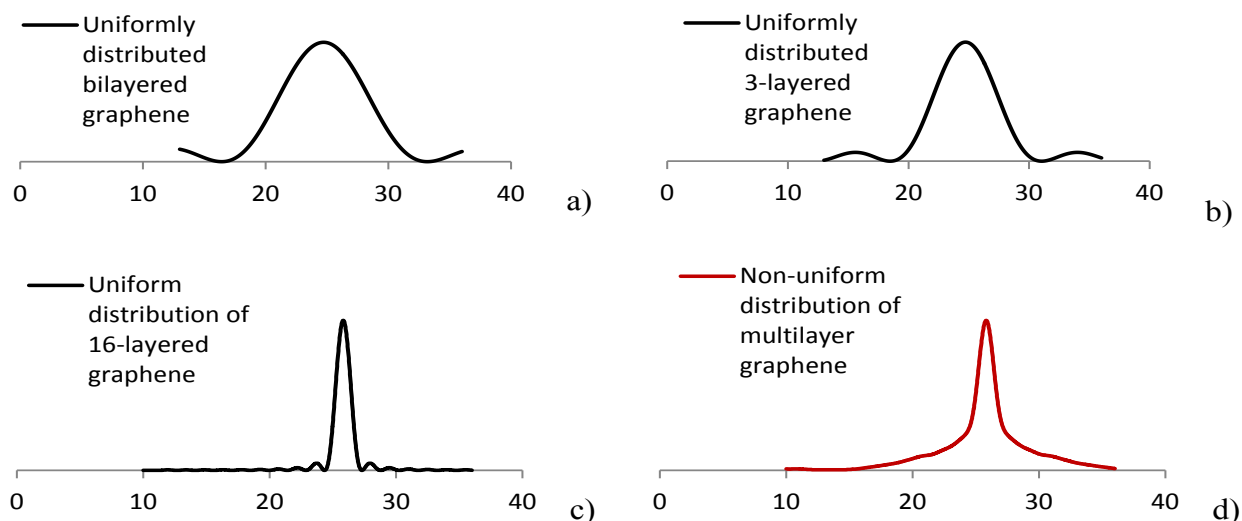 Uniformly
distributed
bilayered
graphene
0 10 20 30 40
a)
Uniformly
distributed
3-layered
graphene
0 10 20 30 40
b)
Uniform
distribution of
16-layered
graphene
0 10 20 30 40
c)
Non-uniform
distribution of
multilayer
graphene
0 10 20 30 40
d)